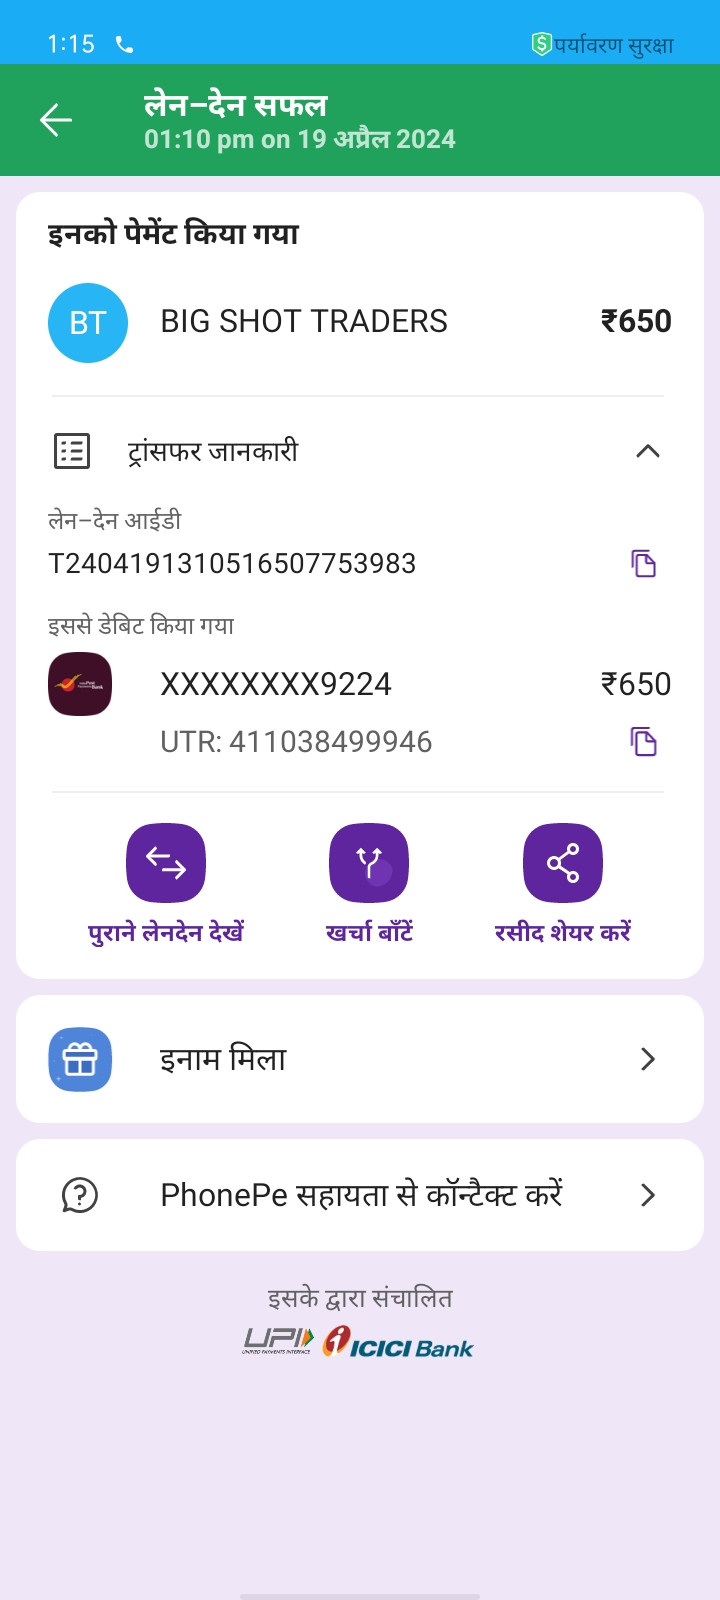 1:15
पर्यावरण सुरक्षा
लेन-देन सफल
01:10 pm on 19 अप्रैल 2024
इनको पेमेंट किया गया
BT BIG SHOT TRADERS ₹650
ट्रांसफर जानकारी
लेन-देन आईडी
T2404191310516507753983
इससे डेबिट किया गया
XXXXXXXX9224 ₹650
UTR: 411038499946
पुराने लेनदेन देखें खर्चा बाँटें रसीद शेयर करें
इनाम मिला
PhonePe सहायता से कॉन्टैक्ट करें
इसके द्वारा संचालित
UPI ICICI Bank
UNIFIED PAYMENTS INTERFACE